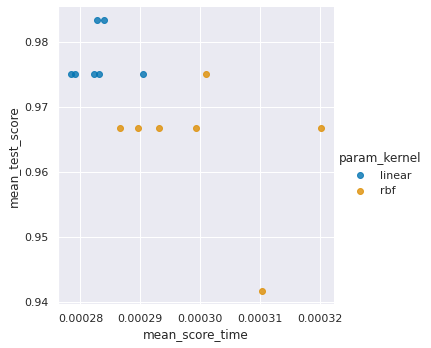 0.98
0.97
0.96
0.95
0.94
mean_test_score
0.00028 0.00029 0.00030 0.00031 0.00032
mean_score_time
param_kernel
linear
rbf